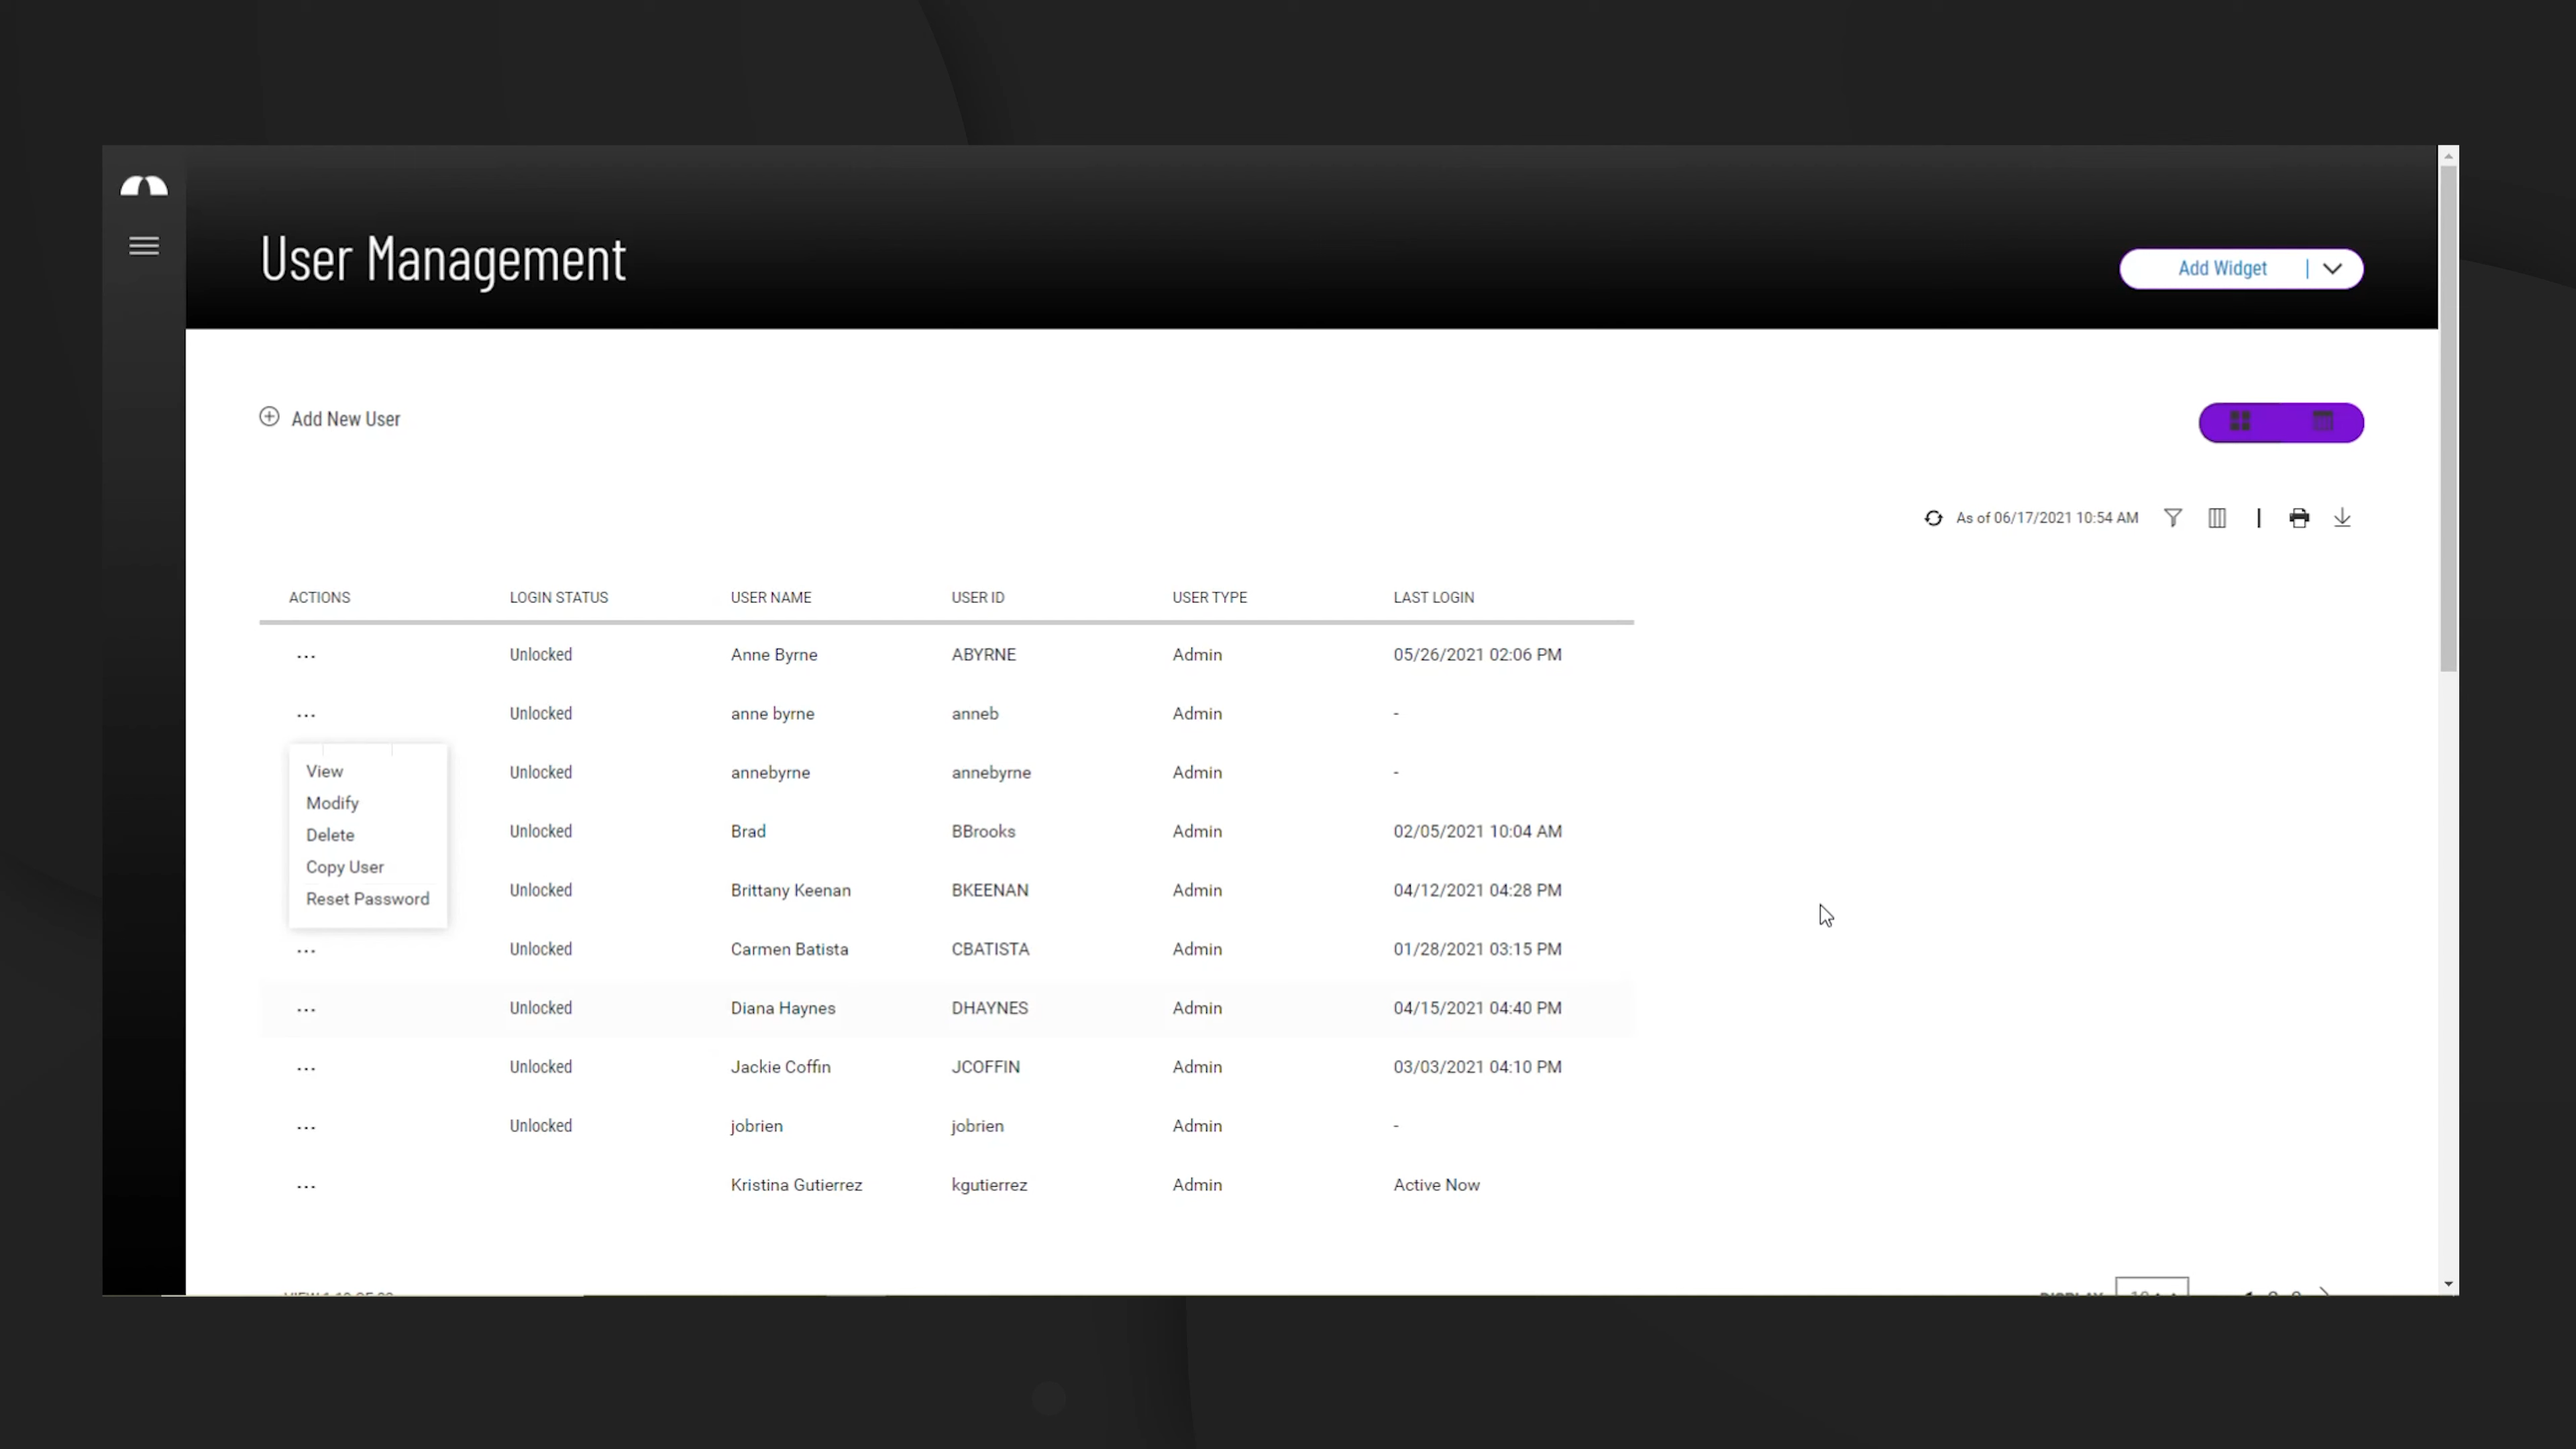 User Management
Add Widget
Add New User
As of 06/17/2021 10:54 AM
ACTIONS LOGIN STATUS USER NAME USER ID USER TYPE LAST LOGIN
... Unlocked Anne Byrne ABYRNE Admin 05/26/2021 02:06 PM
... Unlocked anne byrne anneb Admin -
View Unlocked annebyrne annebyrne Admin -
Modify
Delete Unlocked Brad BBrooks Admin 02/05/2021 10:04 AM
Copy User
Reset Password Unlocked Brittany Keenan BKEENAN Admin 04/12/2021 04:28 PM
... Unlocked Carmen Batista CBATISTA Admin 01/28/2021 03:15 PM
... Unlocked Diana Haynes DHAYNES Admin 04/15/2021 04:40 PM
... Unlocked Jackie Coffin JCOFFIN Admin 03/03/2021 04:10 PM
... Unlocked jobrien jobrien Admin -
... Kristina Gutierrez kgutierrez Admin Active Now